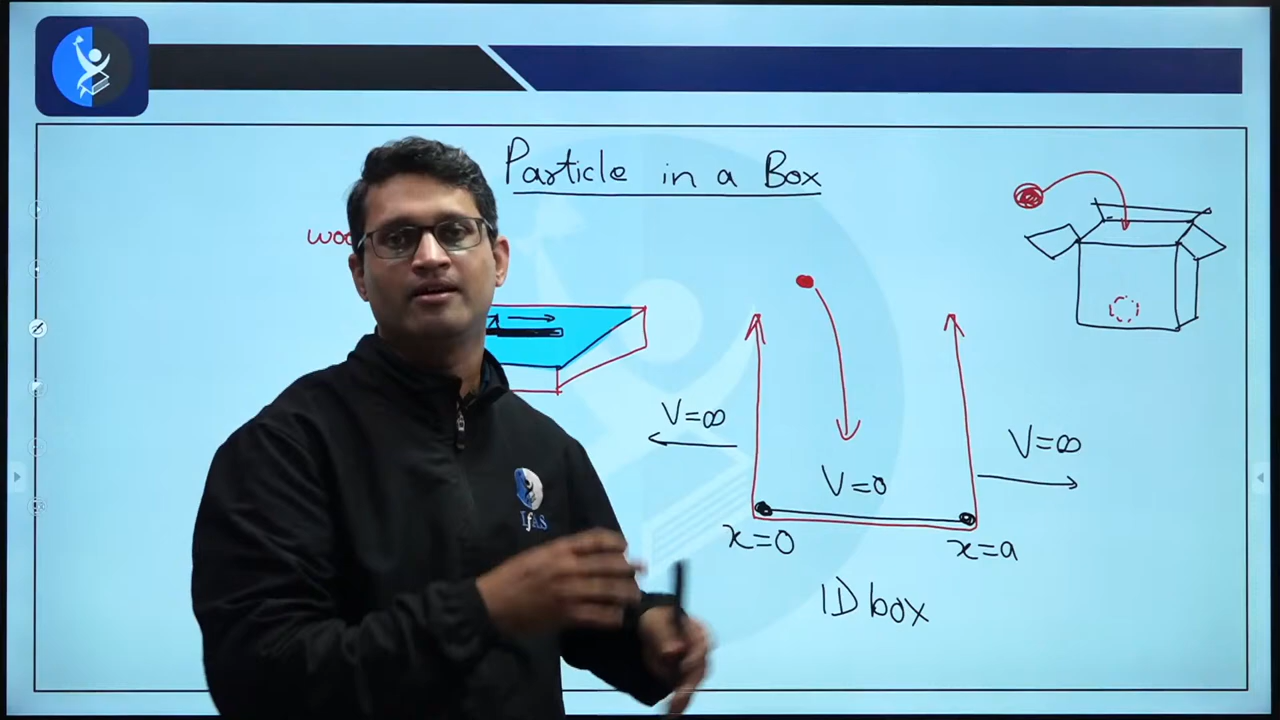 Particle in a Box
V=∞
V=∞
V=0
x=0
x=a
1D box
IFAS